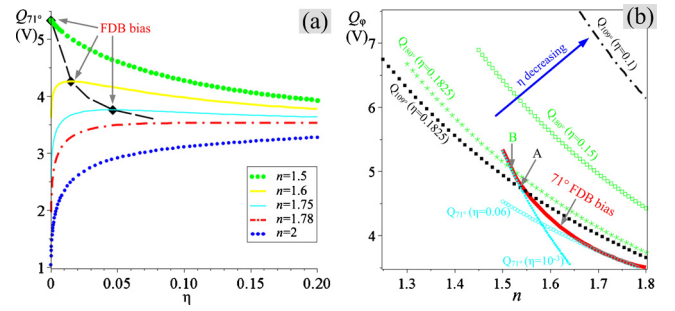 (a)
Q71°
(V)
5
4
3
2
1
FDB bias
n=1.5
n=1.6
n=1.75
n=1.78
n=2
0 0.05 0.10 0.15 0.20
η
(b)
Qφ
(V)
7
6
5
4
Q109° (η=0.1)
η decreasing
Q180° (η=0.1825)
Q109° (η=0.1825)
Q180° (η=0.15)
B
A
71° FDB bias
Q71° (η=0.06)
Q71° (η=10⁻³)
1.3 1.4 1.5 1.6 1.7 1.8
n